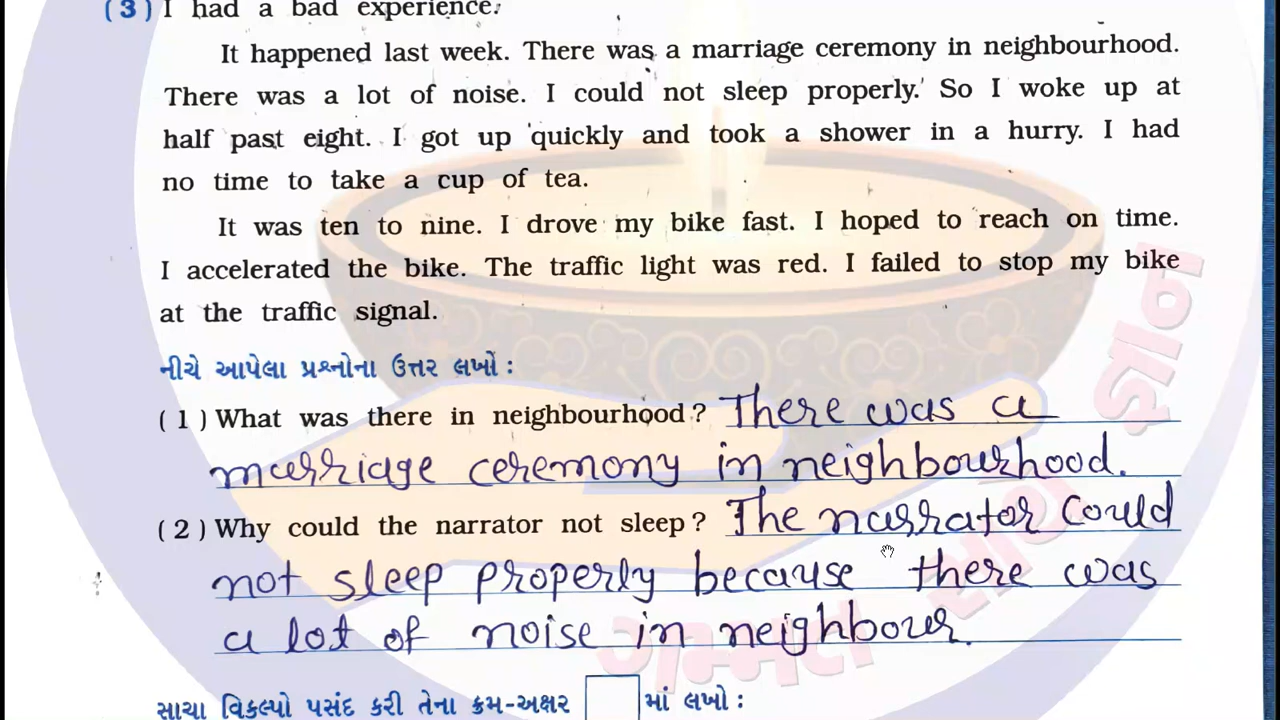 (3) I had a bad experience.
It happened last week. There was a marriage ceremony in neighbourhood.
There was a lot of noise. I could not sleep properly. So I woke up at
half past eight. I got up quickly and took a shower in a hurry. I had
no time to take a cup of tea.
It was ten to nine. I drove my bike fast. I hoped to reach on time.
I accelerated the bike. The traffic light was red. I failed to stop my bike
at the traffic signal.
નીચે આપેલા પ્રશ્નોના ઉત્તર લખો :
(1) What was there in neighbourhood? There was a
marriage ceremony in neighbourhood.
(2) Why could the narrator not sleep? The narrator could
not sleep properly because there was
a lot of noise in neighbour.
સાચા વિકલ્પો પસંદ કરી તેના ક્રમ-અક્ષર માં લખો :
ગમ્મત સાથે જ્ઞાન